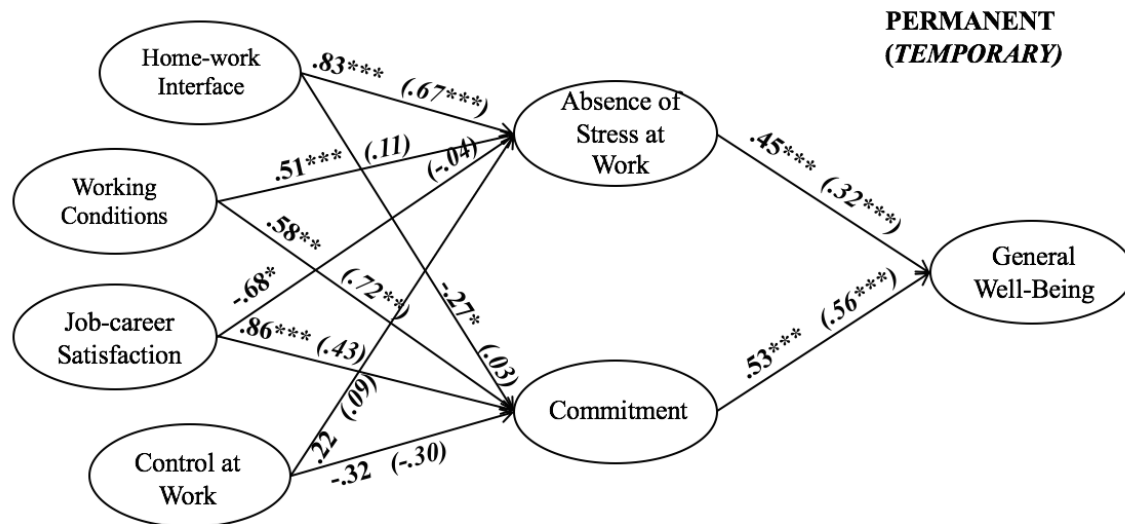 PERMANENT
(TEMPORARY)
Home-work
Interface
.83*** (.67***)
Absence of
Stress at
Work
.51*** (.11)
(-.04)
Working
Conditions
.45*** (.32***)
.58**
(.72**)
-.68*
-.27*
(.03)
General
Well-Being
Job-career
Satisfaction
.86*** (.43)
.53*** (.56***)
Commitment
.22 (.09)
Control at
Work
-.32 (-.30)